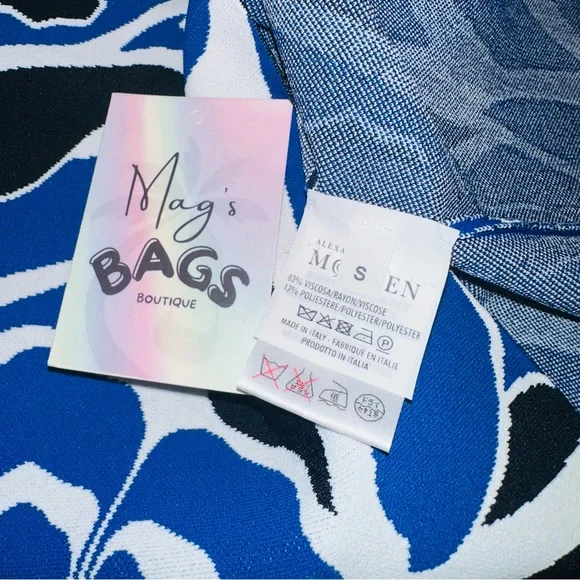 Mag's
BAGS
BOUTIQUE
ALEXA
M S EN
83% VISCOSA/RAYON/VISCOSE
17% POLIESTERE/POLYESTER/POLYESTER
MADE IN ITALY · FABRIQUÉ EN ITALIE
PRODOTTO IN ITALIA